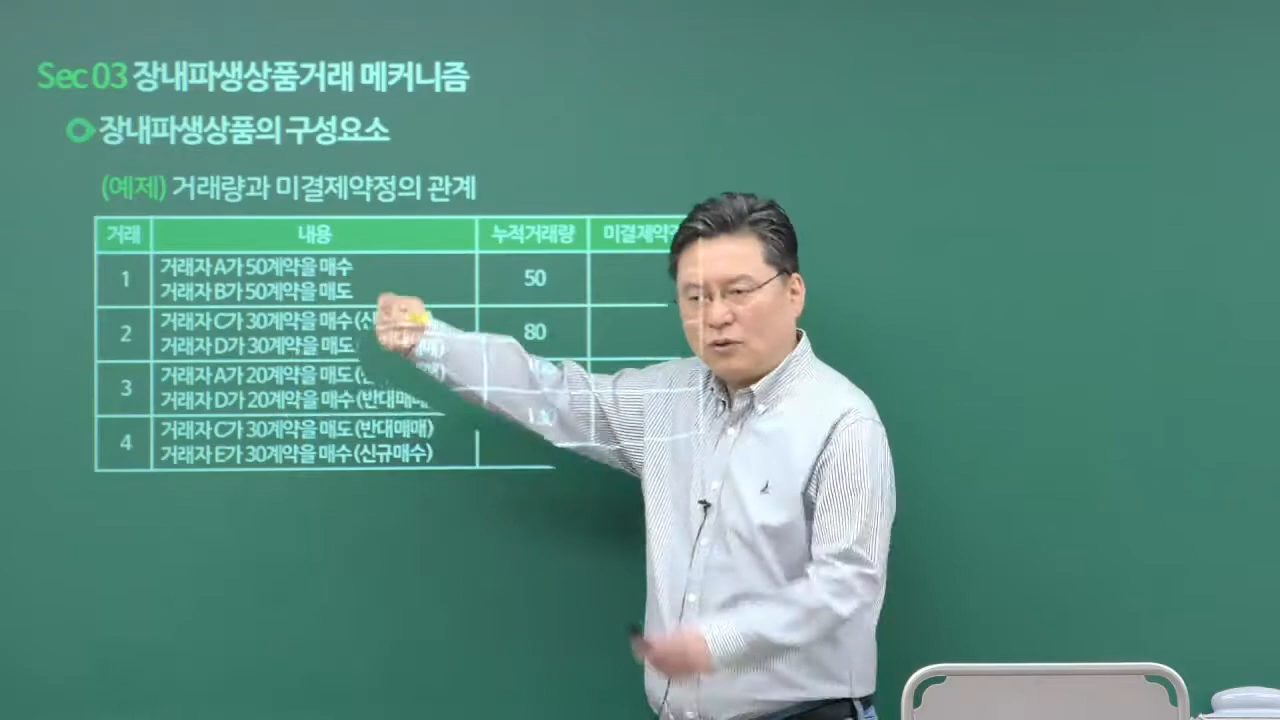 Sec 03 장내파생상품거래 메커니즘
장내파생상품의 구성요소
(예제) 거래량과 미결제약정의 관계
거래 내용 누적거래량 미결제약
1 거래자 A가 50계약을 매수 50
거래자 B가 50계약을 매도
2 거래자 C가 30계약을 매수 (신 80
거래자 D가 30계약을 매도
3 거래자 A가 20계약을 매도
거래자 D가 20계약을 매수 (반대매매
4 거래자 C가 30계약을 매도 (반대매매)
거래자 E가 30계약을 매수 (신규매수)